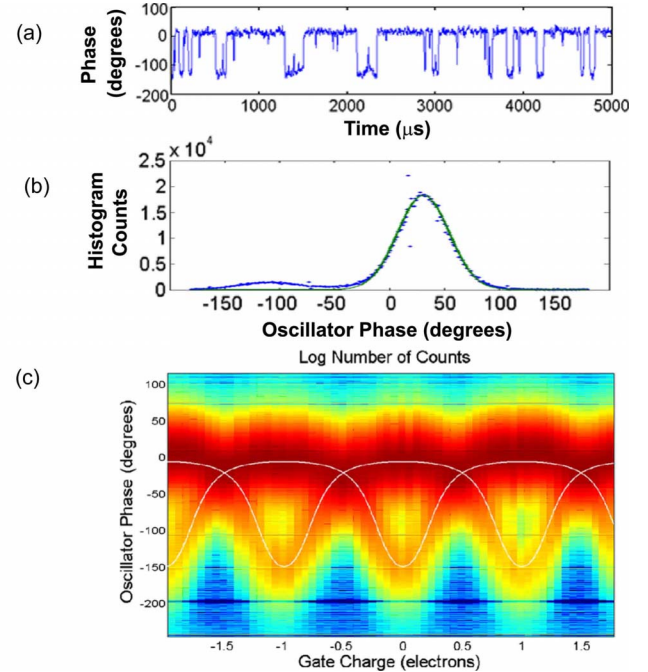 (a)
Phase
(degrees)
100
0
-100
-200
0 1000 2000 3000 4000 5000
Time (μs)
(b)
Histogram
Counts
2.5 x 10⁴
2
1.5
1
0.5
0
-150 -100 -50 0 50 100 150
Oscillator Phase (degrees)
(c)
Log Number of Counts
Oscillator Phase (degrees)
100
50
0
-50
-100
-150
-200
-1.5 -1 -0.5 0 0.5 1 1.5
Gate Charge (electrons)